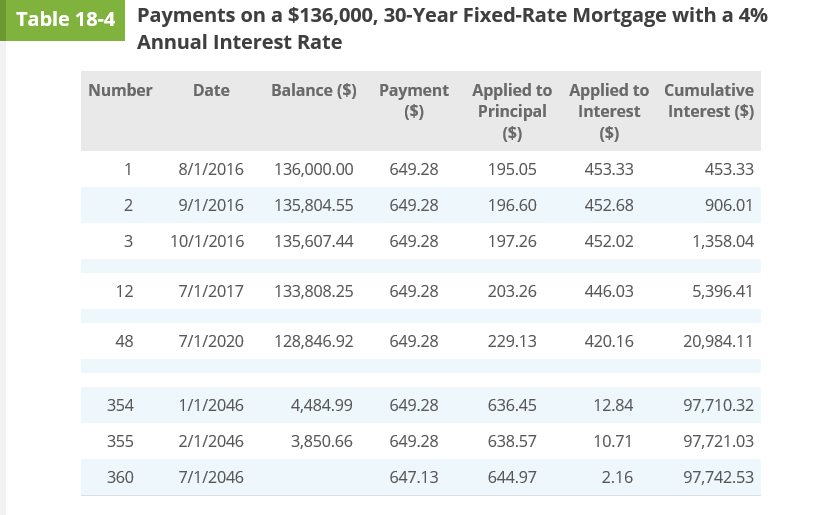 Table 18-4 Payments on a $136,000, 30-Year Fixed-Rate Mortgage with a 4%
Annual Interest Rate
Number Date Balance ($) Payment Applied to Applied to Cumulative
($) Principal Interest Interest ($)
($) ($)
1 8/1/2016 136,000.00 649.28 195.05 453.33 453.33
2 9/1/2016 135,804.55 649.28 196.60 452.68 906.01
3 10/1/2016 135,607.44 649.28 197.26 452.02 1,358.04
12 7/1/2017 133,808.25 649.28 203.26 446.03 5,396.41
48 7/1/2020 128,846.92 649.28 229.13 420.16 20,984.11
354 1/1/2046 4,484.99 649.28 636.45 12.84 97,710.32
355 2/1/2046 3,850.66 649.28 638.57 10.71 97,721.03
360 7/1/2046 647.13 644.97 2.16 97,742.53